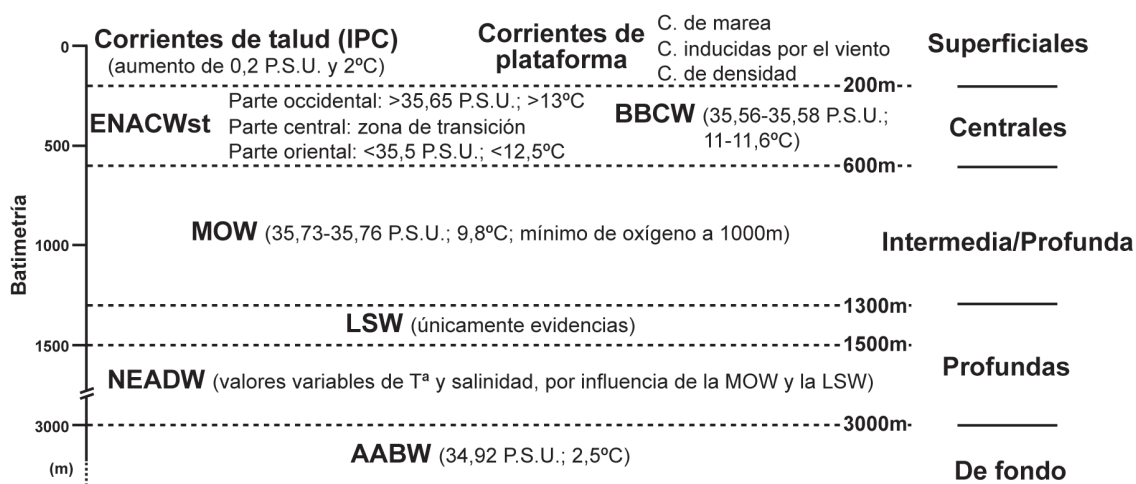 0
Corrientes de talud (IPC)
(aumento de 0,2 P.S.U. y 2ºC)
Corrientes de
plataforma
C. de marea
C. inducidas por el viento
C. de densidad
Superficiales
200m
ENACWst
Parte occidental: >35,65 P.S.U.; >13ºC
Parte central: zona de transición
Parte oriental: <35,5 P.S.U.; <12,5ºC
BBCW (35,56-35,58 P.S.U.;
11-11,6ºC)
Centrales
500
600m
Batimetría
MOW (35,73-35,76 P.S.U.; 9,8ºC; mínimo de oxígeno a 1000m)
1000
Intermedia/Profunda
1300m
LSW (únicamente evidencias)
1500
1500m
NEADW (valores variables de Tª y salinidad, por influencia de la MOW y la LSW)
Profundas
3000
3000m
AABW (34,92 P.S.U.; 2,5ºC)
(m)
De fondo